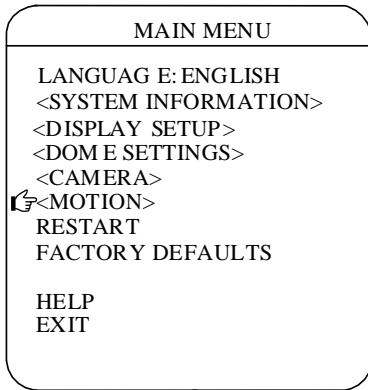 MAIN MENU
LANGUAG E: ENGLISH
<SYSTEM INFORMATION>
<DISPLAY SETUP>
<DOM E SETTINGS>
<CAMERA>
<MOTION>
RESTART
FACTORY DEFAULTS
HELP
EXIT